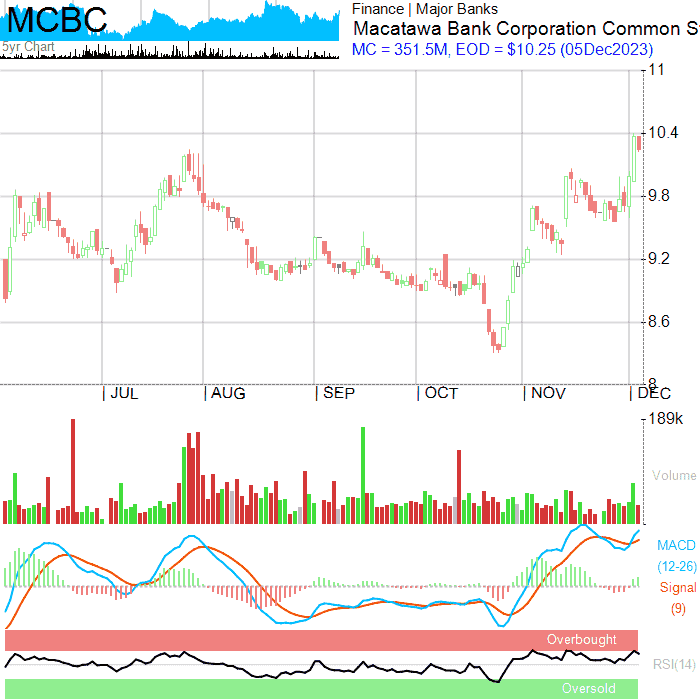 MCBC
5yr Chart
Finance | Major Banks
Macatawa Bank Corporation Common S
MC = 351.5M, EOD = $10.25 (05Dec2023)
11
10.4
9.8
9.2
8.6
8
| JUL | AUG | SEP | OCT | NOV | DEC
189k
Volume
MACD
(12-26)
Signal
(9)
Overbought
RSI(14)
Oversold